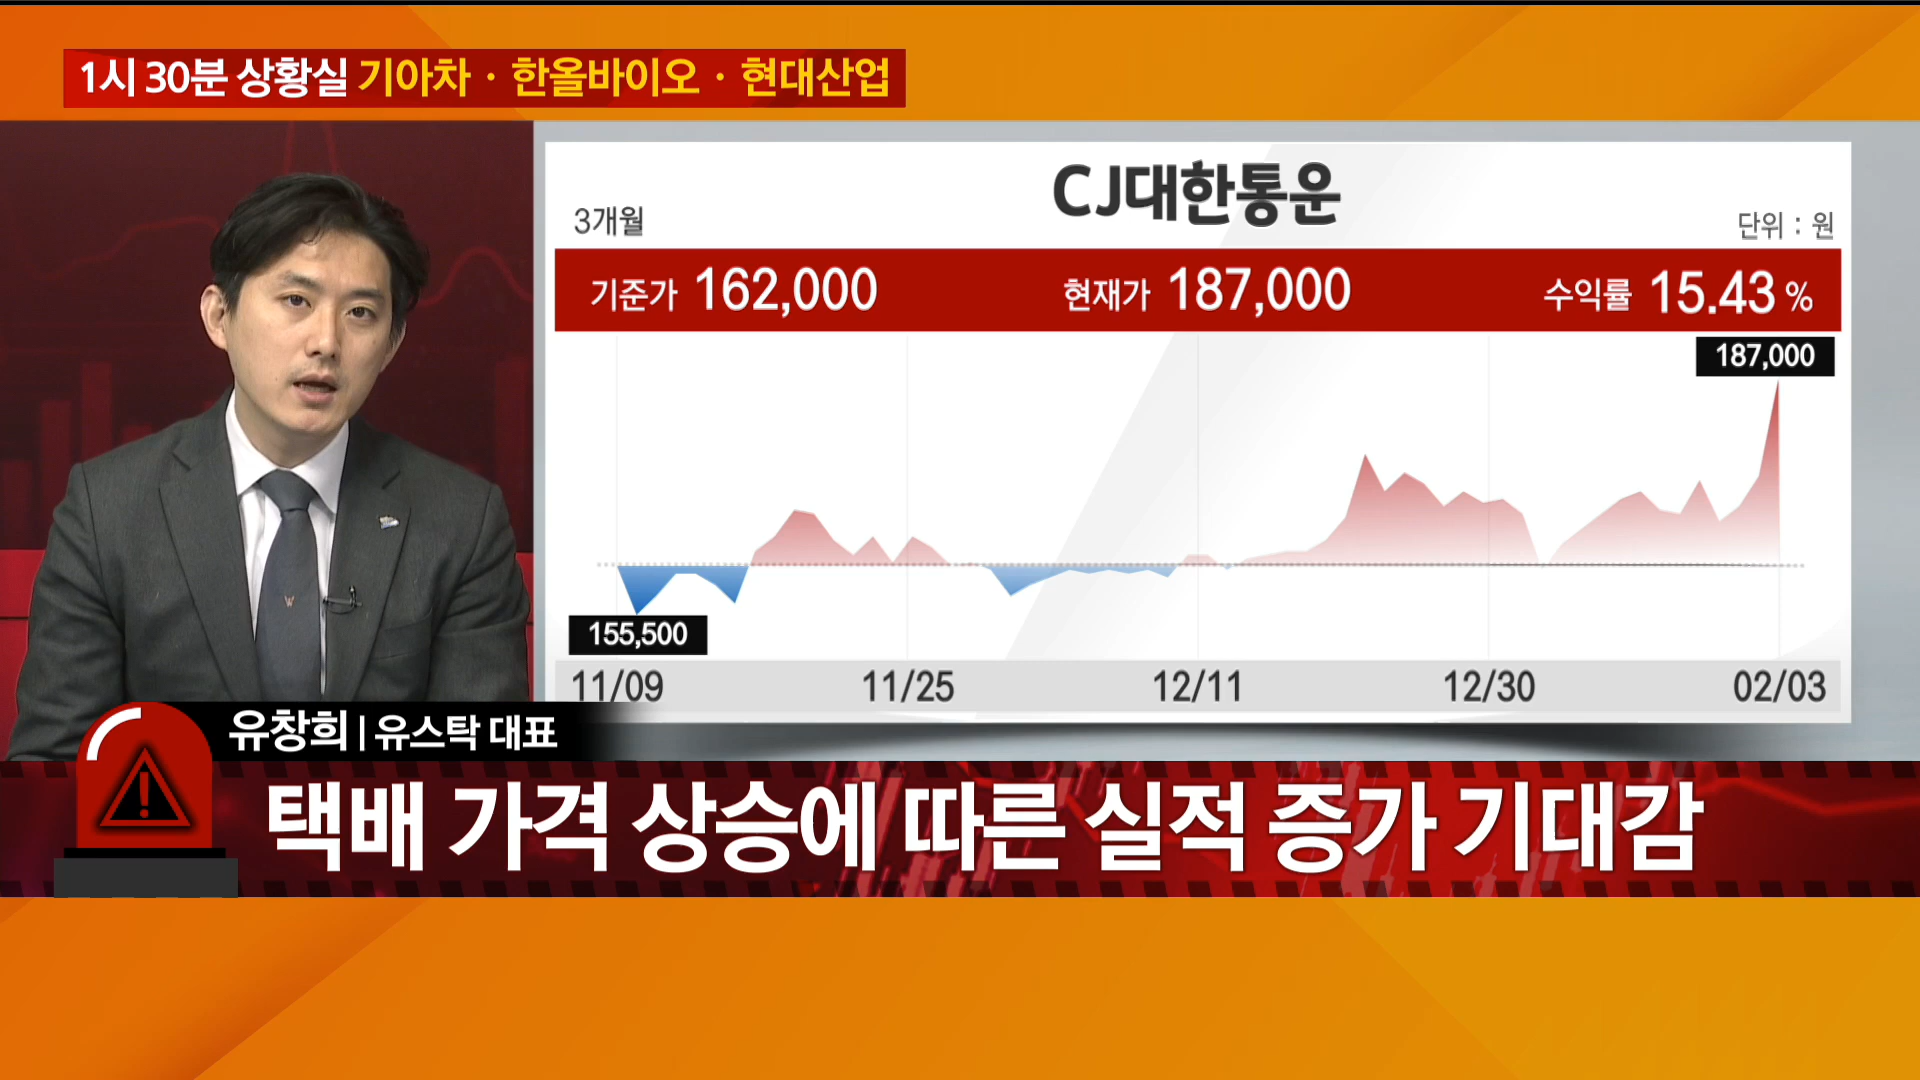 1시 30분 상황실 기아차 · 한올바이오 · 현대산업
CJ대한통운
3개월
단위 : 원
기준가 162,000 현재가 187,000 수익률 15.43 %
187,000
155,500
11/09 11/25 12/11 12/30 02/03
유창희 | 유스탁 대표
택배 가격 상승에 따른 실적 증가 기대감